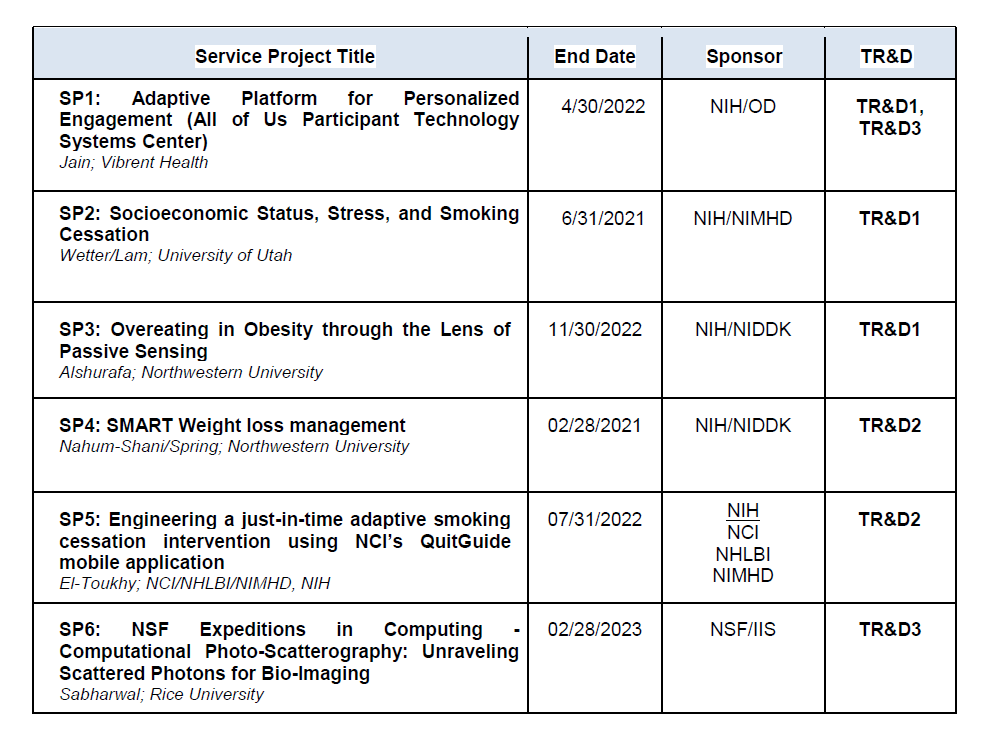 Service Project Title End Date Sponsor TR&D
SP1: Adaptive Platform for Personalized
Engagement (All of Us Participant Technology
Systems Center)
Jain; Vibrent Health
4/30/2022
NIH/OD
TR&D1,
TR&D3
SP2: Socioeconomic Status, Stress, and Smoking
Cessation
Wetter/Lam; University of Utah
6/31/2021
NIH/NIMHD
TR&D1
SP3: Overeating in Obesity through the Lens of
Passive Sensing
Alshurafa; Northwestern University
11/30/2022
NIH/NIDDK
TR&D1
SP4: SMART Weight loss management
Nahum-Shani/Spring; Northwestern University
02/28/2021
NIH/NIDDK
TR&D2
SP5: Engineering a just-in-time adaptive smoking
cessation intervention using NCI’s QuitGuide
mobile application
El-Toukhy; NCI/NHLBI/NIMHD, NIH
07/31/2022
NIH
NCI
NHLBI
NIMHD
TR&D2
SP6: NSF Expeditions in Computing -
Computational Photo-Scatterography: Unraveling
Scattered Photons for Bio-Imaging
Sabharwal; Rice University
02/28/2023
NSF/IIS
TR&D3